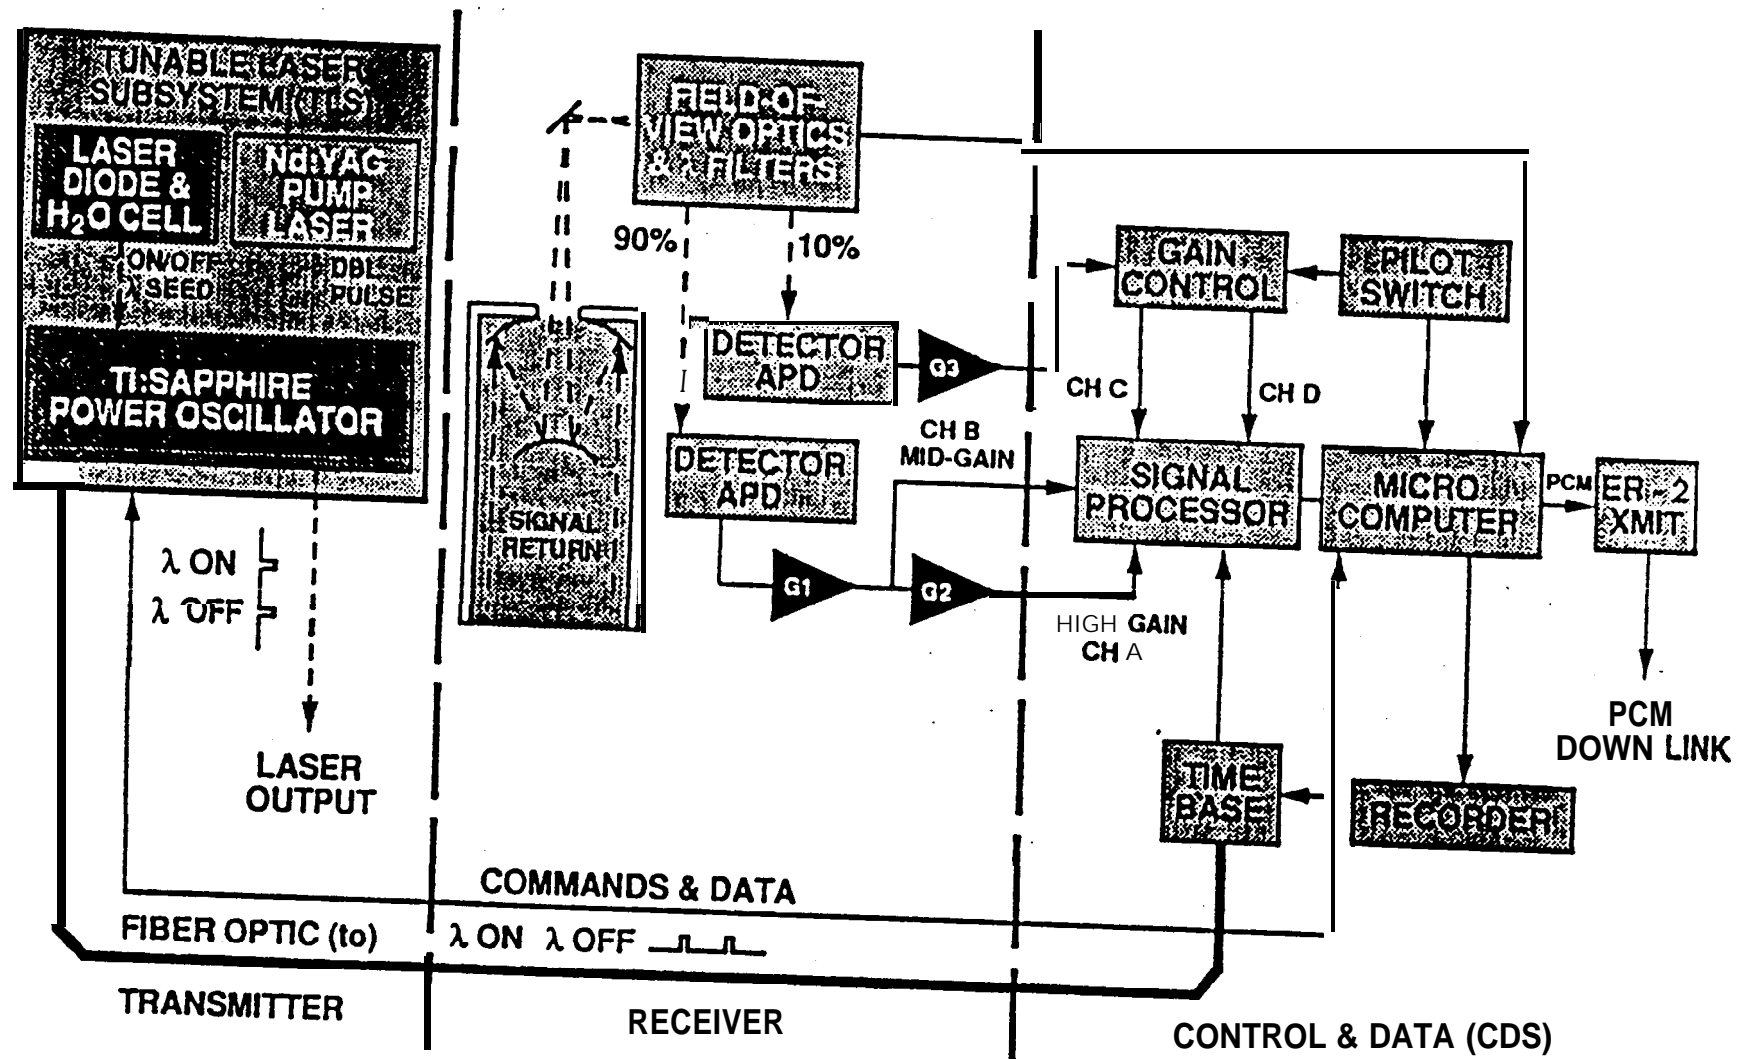 TUNABLE LASER
SUBSYSTEM (TLS)
LASER
DIODE &
H₂O CELL
Nd:YAG
PUMP
LASER
ON/OFF
λ SEED
DBL
PULSE
Ti:SAPPHIRE
POWER OSCILLATOR
λ ON
λ OFF
LASER
OUTPUT
FIELD-OF-
VIEW OPTICS
& λ FILTERS
90%
10%
DETECTOR
APD
G3
DETECTOR
APD
SIGNAL
RETURN
G1
G2
CH B
MID-GAIN
GAIN
CONTROL
PILOT
SWITCH
CH C
CH D
SIGNAL
PROCESSOR
MICRO
COMPUTER
PCM
ER-2
XMIT
HIGH GAIN
CH A
PCM
DOWN LINK
TIME
BASE
RECORDER
COMMANDS & DATA
FIBER OPTIC (to)
λ ON λ OFF
TRANSMITTER
RECEIVER
CONTROL & DATA (CDS)